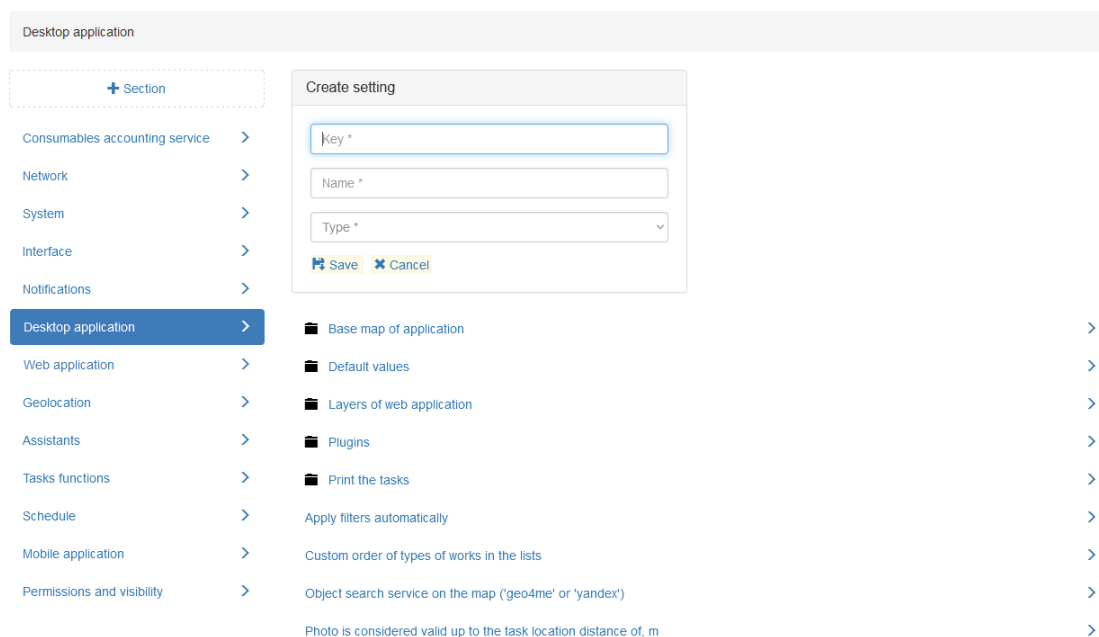 Desktop application
Section
Consumables accounting service
Network
System
Interface
Notifications
Desktop application
Web application
Geolocation
Assistants
Tasks functions
Schedule
Mobile application
Permissions and visibility
Create setting
Key *
Name *
Type *
Save Cancel
Base map of application
Default values
Layers of web application
Plugins
Print the tasks
Apply filters automatically
Custom order of types of works in the lists
Object search service on the map ('geo4me' or 'yandex')
Photo is considered valid up to the task location distance of, m